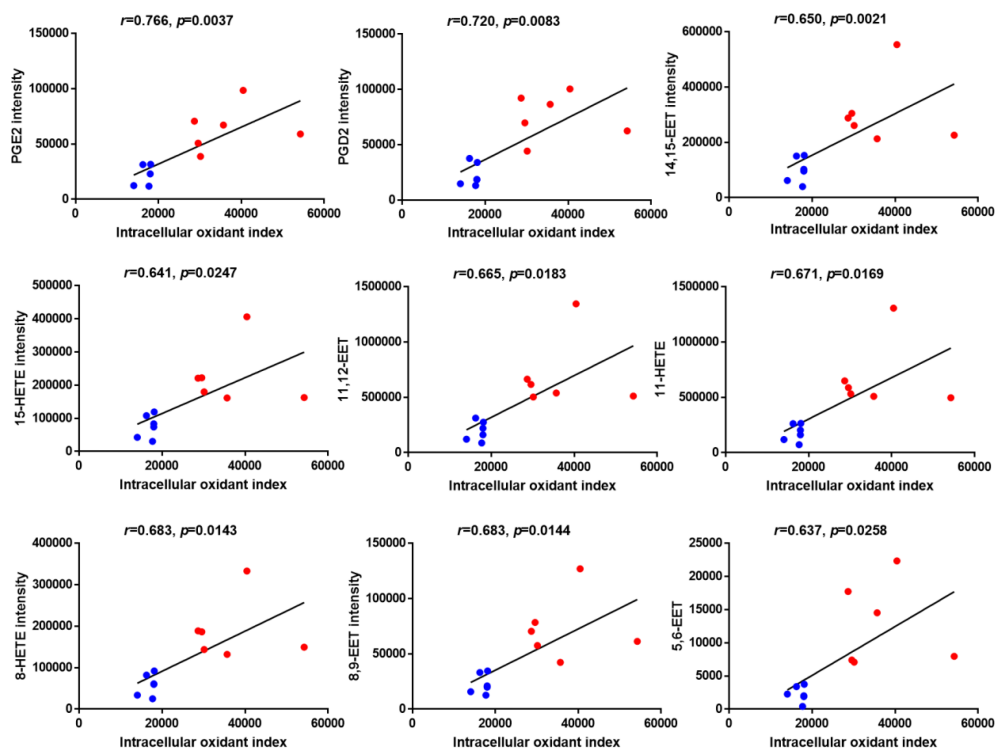 r=0.766, p=0.0037
PGE2 intensity
150000
100000
50000
0
0 20000 40000 60000
Intracellular oxidant index
r=0.720, p=0.0083
PGD2 intensity
150000
100000
50000
0
0 20000 40000 60000
Intracellular oxidant index
r=0.650, p=0.0021
14,15-EET intensity
600000
400000
200000
0
0 20000 40000 60000
Intracellular oxidant index
r=0.641, p=0.0247
15-HETE intensity
500000
400000
300000
200000
100000
0
0 20000 40000 60000
Intracellular oxidant index
r=0.665, p=0.0183
11,12-EET
1500000
1000000
500000
0
0 20000 40000 60000
Intracellular oxidant index
r=0.671, p=0.0169
11-HETE
1500000
1000000
500000
0
0 20000 40000 60000
Intracellular oxidant index
r=0.683, p=0.0143
8-HETE intensity
400000
300000
200000
100000
0
0 20000 40000 60000
Intracellular oxidant index
r=0.683, p=0.0144
8,9-EET intensity
150000
100000
50000
0
0 20000 40000 60000
Intracellular oxidant index
r=0.637, p=0.0258
5,6-EET
25000
20000
15000
10000
5000
0
0 20000 40000 60000
Intracellular oxidant index